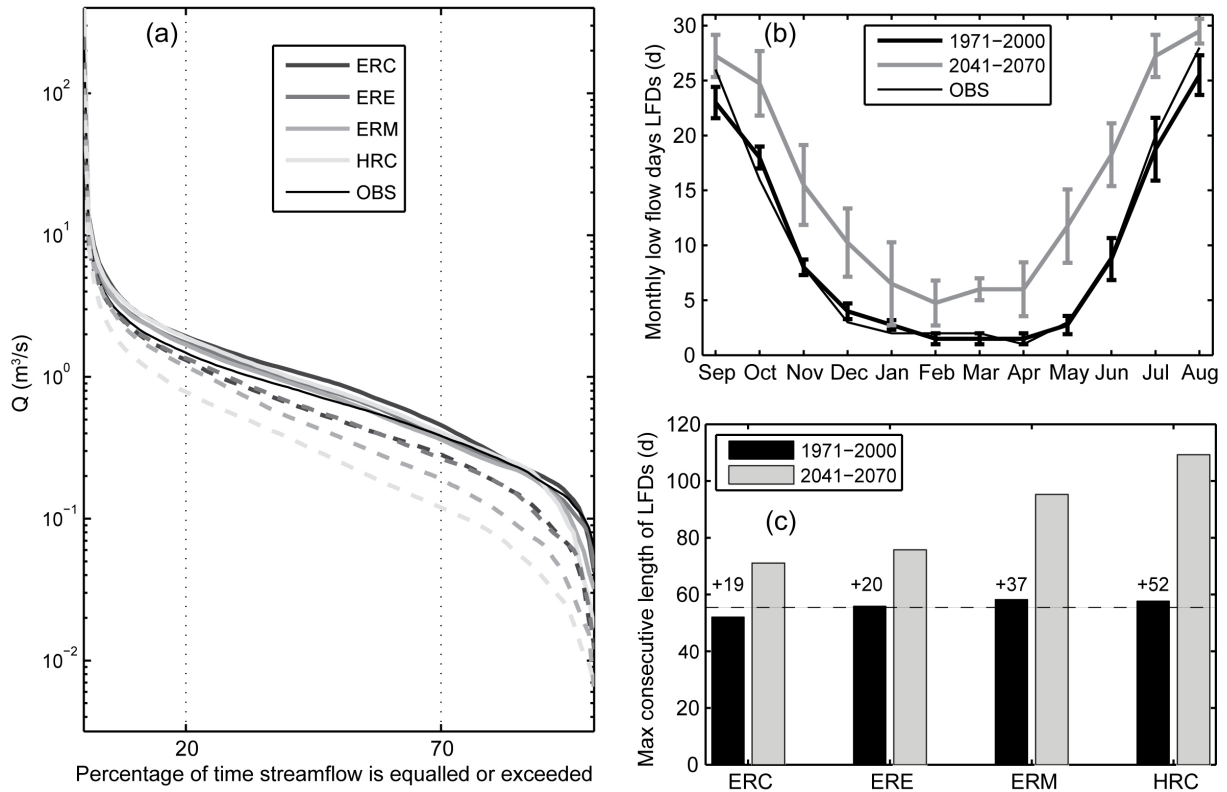 (a)
ERC
ERE
ERM
HRC
OBS
10²
10¹
10⁰
10⁻¹
10⁻²
Q (m³/s)
20 70
Percentage of time streamflow is equalled or exceeded
(b)
1971−2000
2041−2070
OBS
30
25
20
15
10
5
0
Monthly low flow days LFDs (d)
Sep Oct Nov Dec Jan Feb Mar Apr May Jun Jul Aug
1971−2000
2041−2070
(c)
120
100
80
60
40
20
0
Max consecutive length of LFDs (d)
+19 +20 +37 +52
ERC ERE ERM HRC